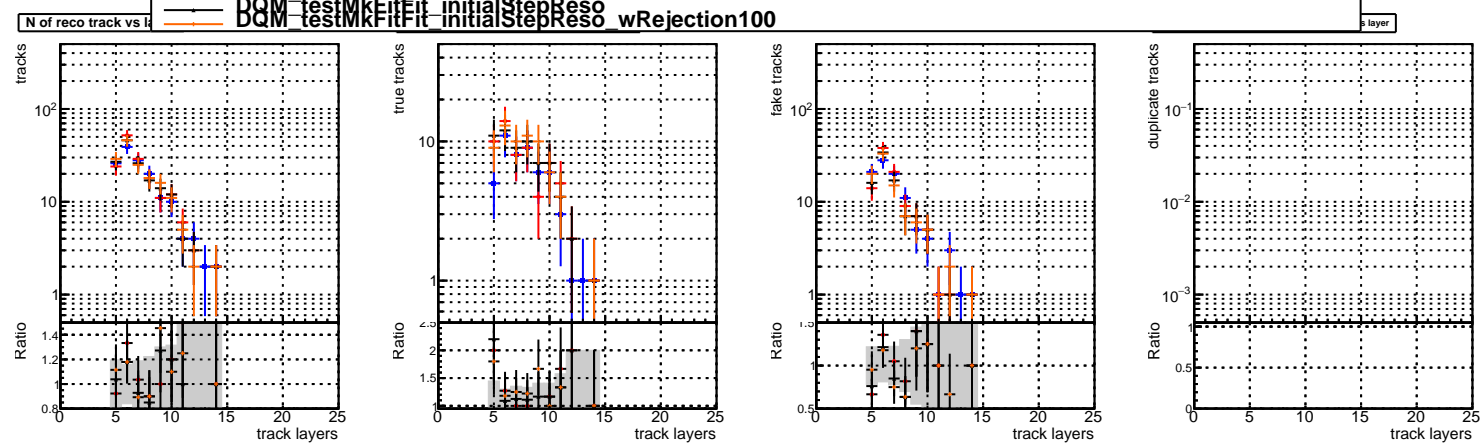 DQM_testMkFitFit_initialStepReso
DQM_testMkFitFit_initialStepReso_wRejection100
N of reco track vs la
s layer
tracks
10²
10
1
Ratio
1.4
1.2
1
0.8
0 5 10 15 20 25
track layers
true tracks
10
1
Ratio
2.5
2
1.5
1
0 5 10 15 20 25
track layers
fake tracks
10²
10
1
Ratio
1.5
1
0.5
0 5 10 15 20 25
track layers
duplicate tracks
10⁻¹
10⁻²
10⁻³
Ratio
1
0.5
0
0 5 10 15 20 25
track layers